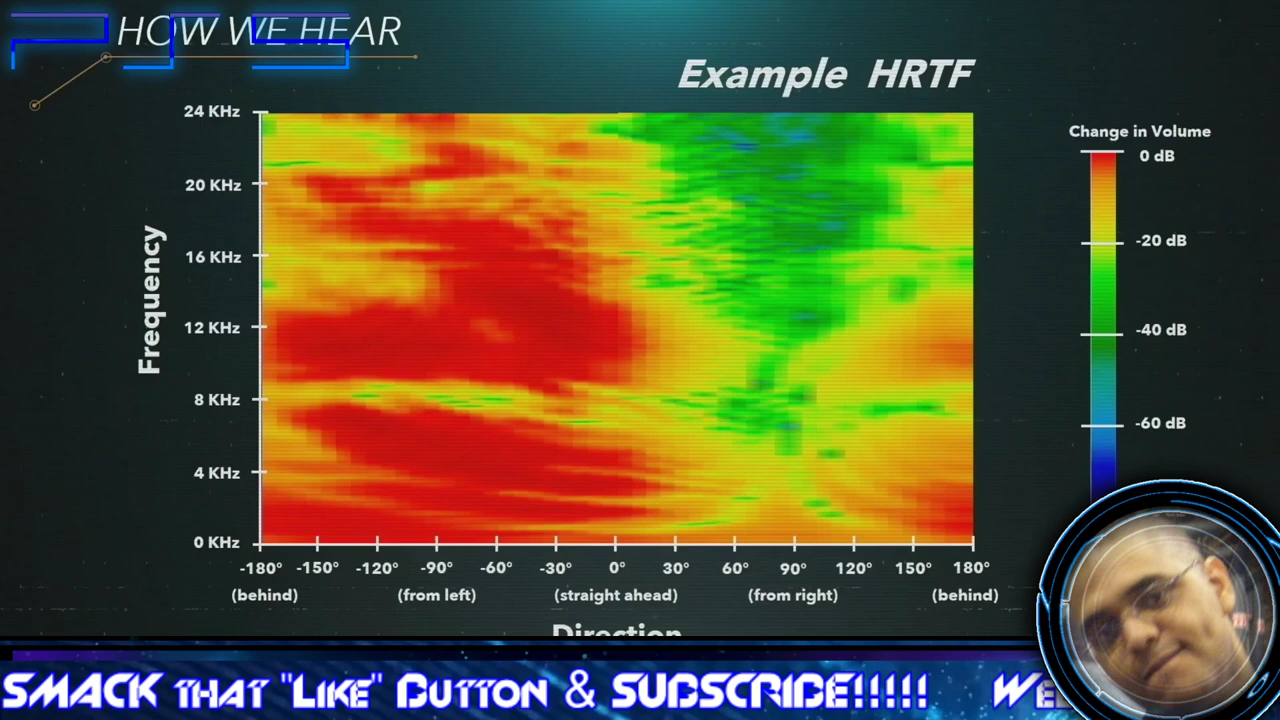 PS5
HOW WE HEAR
Example HRTF
Change in Volume
0 dB
-20 dB
-40 dB
-60 dB
Frequency
24 KHz
20 KHz
16 KHz
12 KHz
8 KHz
4 KHz
0 KHz
-180° -150° -120° -90° -60° -30° 0° 30° 60° 90° 120° 150° 180°
(behind) (from left) (straight ahead) (from right) (behind)
Direction
SMACK THAT "LIKE" BUTTON & SUBSCRIBE!!!!!